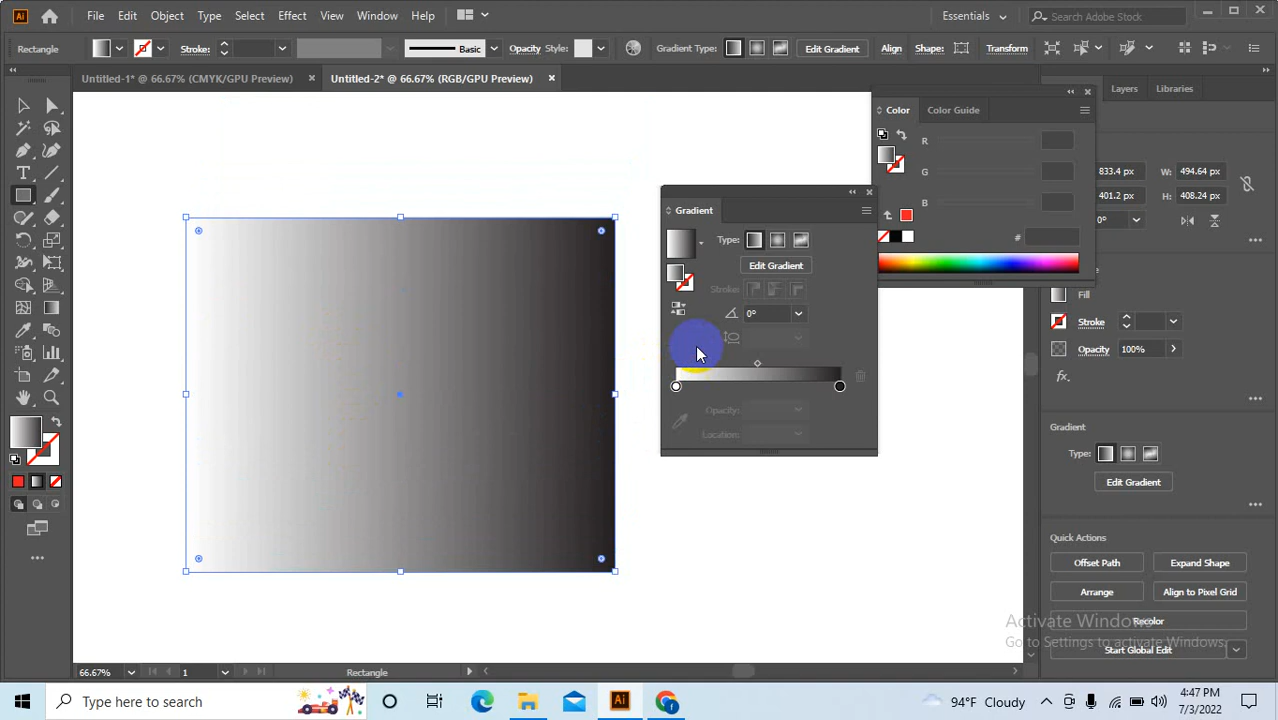 Ai File Edit Object Type Select Effect View Window Help Essentials Search Adobe Stock
Rectangle Stroke: Basic Opacity Style: Gradient Type: Edit Gradient Align Shape: Transform
Untitled-1* @ 66.67% (CMYK/GPU Preview) Untitled-2* @ 66.67% (RGB/GPU Preview)
Layers Libraries
Color Color Guide
R
G
B
#
833.4 px W: 494.64 px
401.2 px H: 408.24 px
0°
Gradient
Type:
Edit Gradient
Stroke:
0°
Opacity:
Location:
Fill
Stroke
Opacity 100%
fx.
Gradient
Type:
Edit Gradient
Quick Actions
Offset Path Expand Shape
Arrange Align to Pixel Grid
Recolor
Start Global Edit
Activate Windows
Go to Settings to activate Windows.
66.67% 1 Rectangle
Type here to search Ai 94°F Cloudy 4:47 PM
7/3/2022